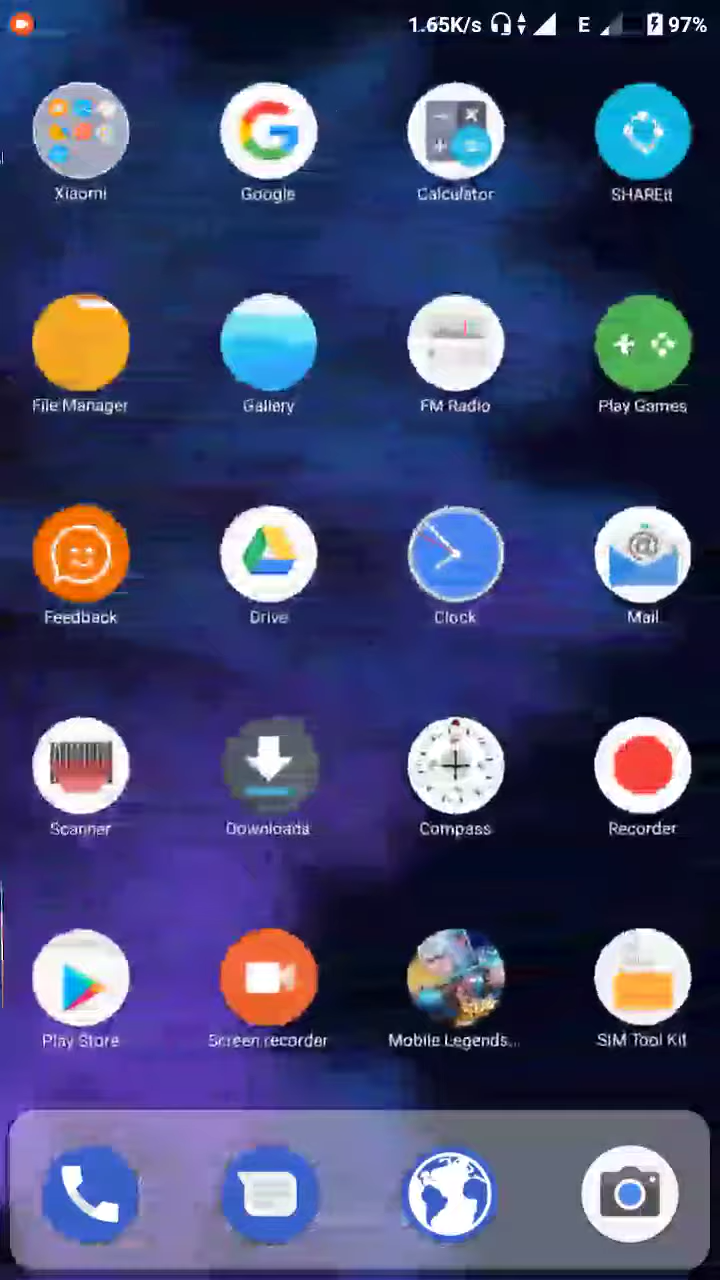 1.65K/s E 97%
Xiaomi Google Calculator SHAREit
File Manager Gallery FM Radio Play Games
Feedback Drive Clock Mail
Scanner Downloads Compass Recorder
Play Store Screen recorder Mobile Legends... SIM Tool Kit